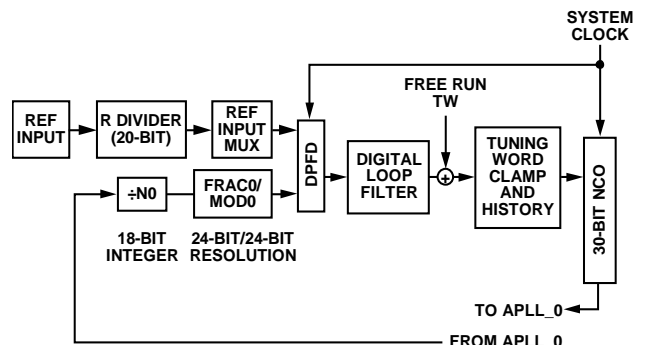 SYSTEM
CLOCK
FREE RUN
TW
REF
INPUT
R DIVIDER
(20-BIT)
REF
INPUT
MUX
DPFD
DIGITAL
LOOP
FILTER
+
TUNING
WORD
CLAMP
AND
HISTORY
30-BIT NCO
÷N0
FRAC0/
MOD0
18-BIT
INTEGER
24-BIT/24-BIT
RESOLUTION
TO APLL_0
FROM APLL_0